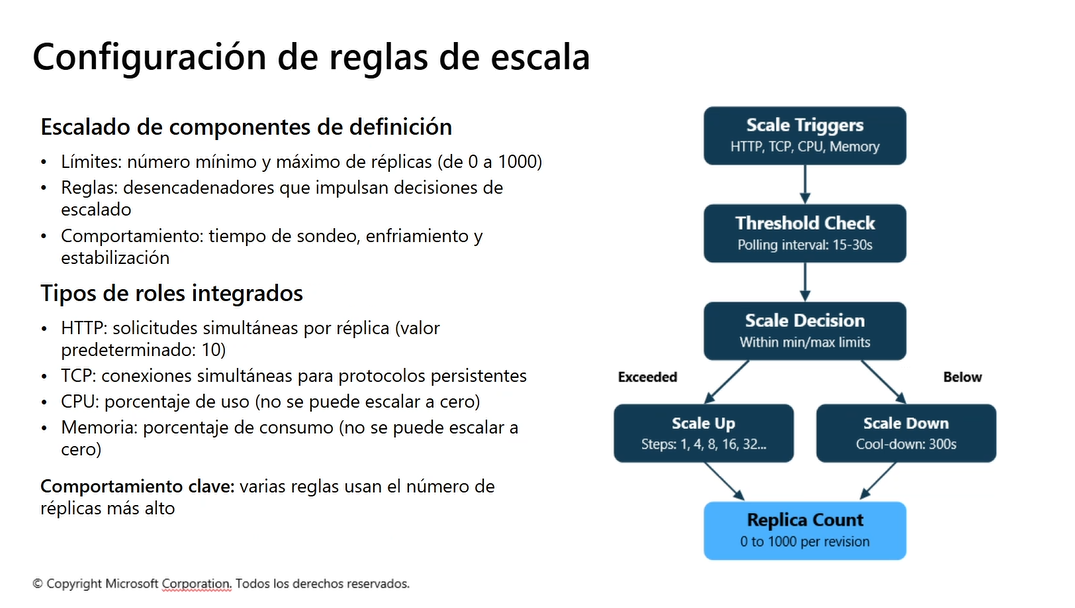 Configuración de reglas de escala
Escalado de componentes de definición
• Límites: número mínimo y máximo de réplicas (de 0 a 1000)
• Reglas: desencadenadores que impulsan decisiones de
escalado
• Comportamiento: tiempo de sondeo, enfriamiento y
estabilización
Tipos de roles integrados
• HTTP: solicitudes simultáneas por réplica (valor
predeterminado: 10)
• TCP: conexiones simultáneas para protocolos persistentes
• CPU: porcentaje de uso (no se puede escalar a cero)
• Memoria: porcentaje de consumo (no se puede escalar a
cero)
Comportamiento clave: varias reglas usan el número de
réplicas más alto
Scale Triggers
HTTP, TCP, CPU, Memory
Threshold Check
Polling interval: 15-30s
Scale Decision
Within min/max limits
Exceeded
Below
Scale Up
Steps: 1, 4, 8, 16, 32...
Scale Down
Cool-down: 300s
Replica Count
0 to 1000 per revision
© Copyright Microsoft Corporation. Todos los derechos reservados.